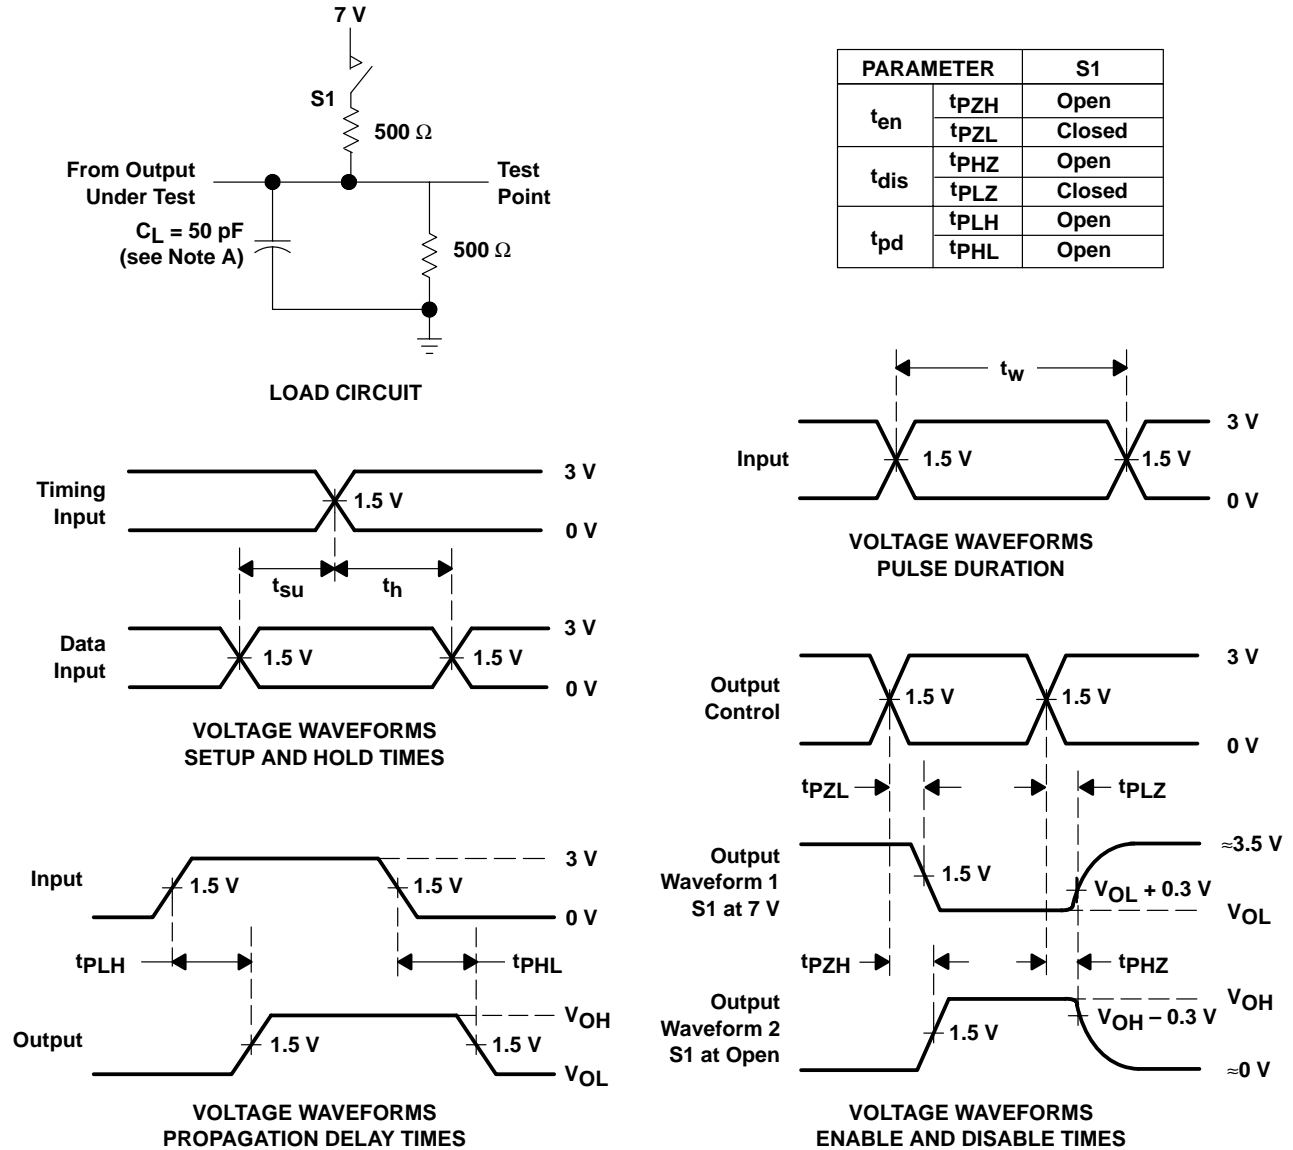 7 V
S1
500 Ω
From Output
Under Test
Test
Point
CL = 50 pF
(see Note A)
500 Ω
LOAD CIRCUIT
PARAMETER S1
ten tPZH Open
tPZL Closed
tdis tPHZ Open
tPLZ Closed
tpd tPLH Open
tPHL Open
tw
3 V
Input 1.5 V 1.5 V
0 V
VOLTAGE WAVEFORMS
PULSE DURATION
3 V
Timing
Input
1.5 V
0 V
tsu th
3 V
Data
Input
1.5 V 1.5 V
0 V
VOLTAGE WAVEFORMS
SETUP AND HOLD TIMES
3 V
Input 1.5 V 1.5 V
0 V
tPLH tPHL
VOH
Output 1.5 V 1.5 V
VOL
VOLTAGE WAVEFORMS
PROPAGATION DELAY TIMES
3 V
Output
Control
1.5 V 1.5 V
0 V
tPZL tPLZ
≈3.5 V
Output
Waveform 1
S1 at 7 V
1.5 V VOL + 0.3 V
VOL
tPZH tPHZ
VOH
Output
Waveform 2
S1 at Open
1.5 V VOH – 0.3 V
≈0 V
VOLTAGE WAVEFORMS
ENABLE AND DISABLE TIMES